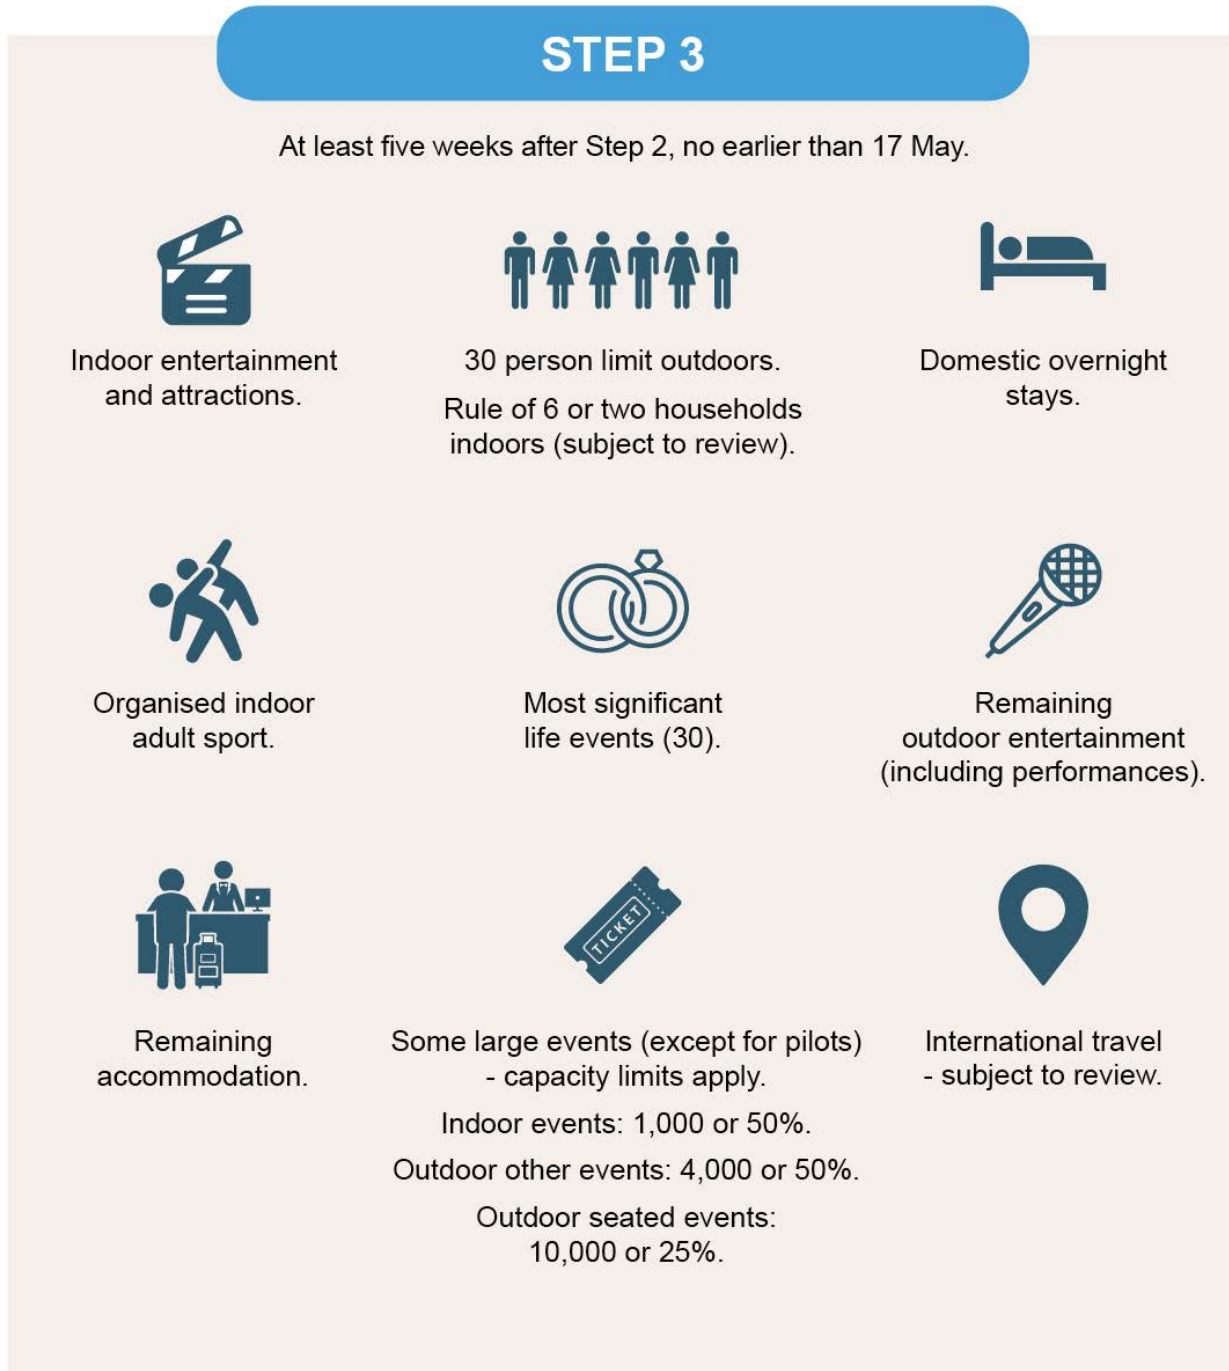 STEP 3
At least five weeks after Step 2, no earlier than 17 May.
Indoor entertainment
and attractions.
30 person limit outdoors.
Rule of 6 or two households
indoors (subject to review).
Domestic overnight
stays.
Organised indoor
adult sport.
Most significant
life events (30).
Remaining
outdoor entertainment
(including performances).
Remaining
accommodation.
TICKET
Some large events (except for pilots)
- capacity limits apply.
Indoor events: 1,000 or 50%.
Outdoor other events: 4,000 or 50%.
Outdoor seated events:
10,000 or 25%.
International travel
- subject to review.